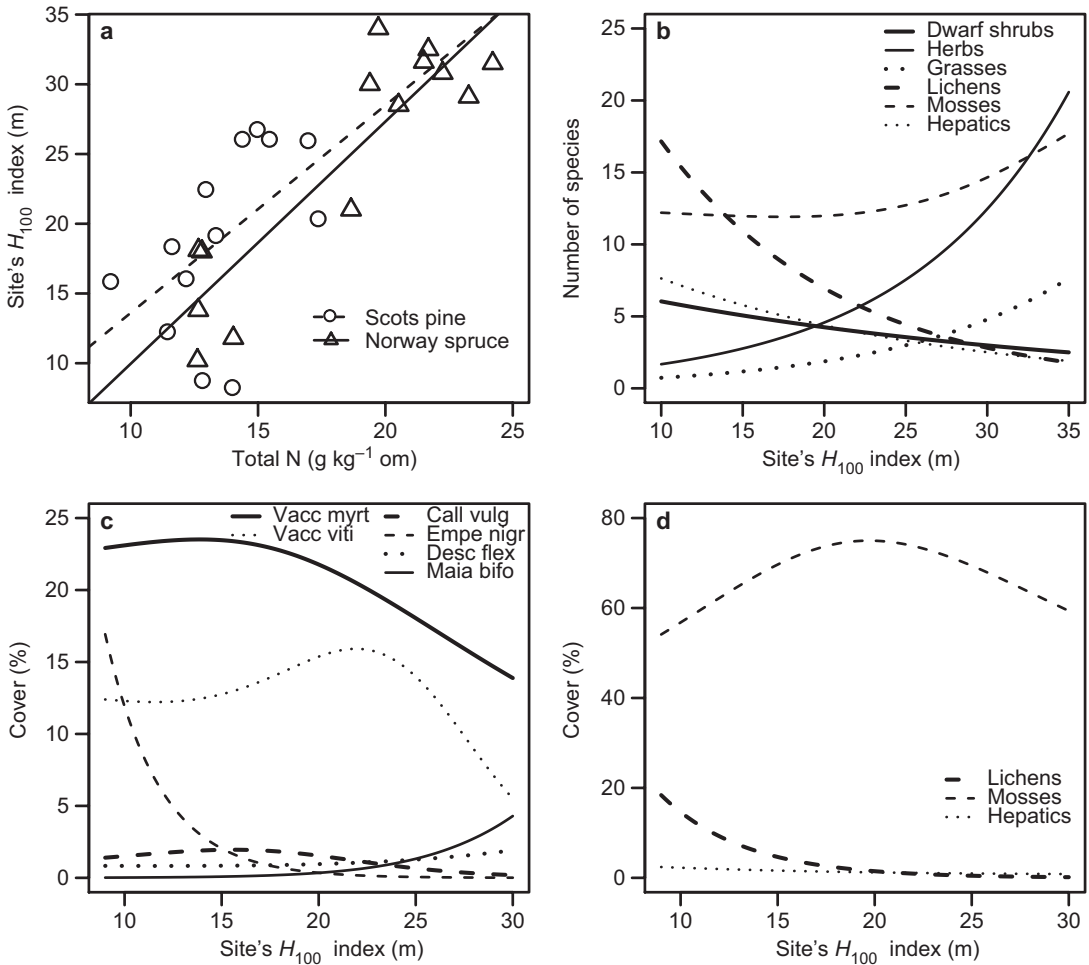 a
35
30
25
20
15
10
Site's H100 index (m)
10 15 20 25
Total N (g kg–1 om)
Scots pine
Norway spruce
b
25
20
15
10
5
0
Number of species
10 15 20 25 30 35
Site's H100 index (m)
Dwarf shrubs
Herbs
Grasses
Lichens
Mosses
Hepatics
c
25
20
15
10
5
0
Cover (%)
10 15 20 25 30
Site's H100 index (m)
Vacc myrt
Vacc viti
Call vulg
Empe nigr
Desc flex
Maia bifo
d
80
60
40
20
0
Cover (%)
10 15 20 25 30
Site's H100 index (m)
Lichens
Mosses
Hepatics